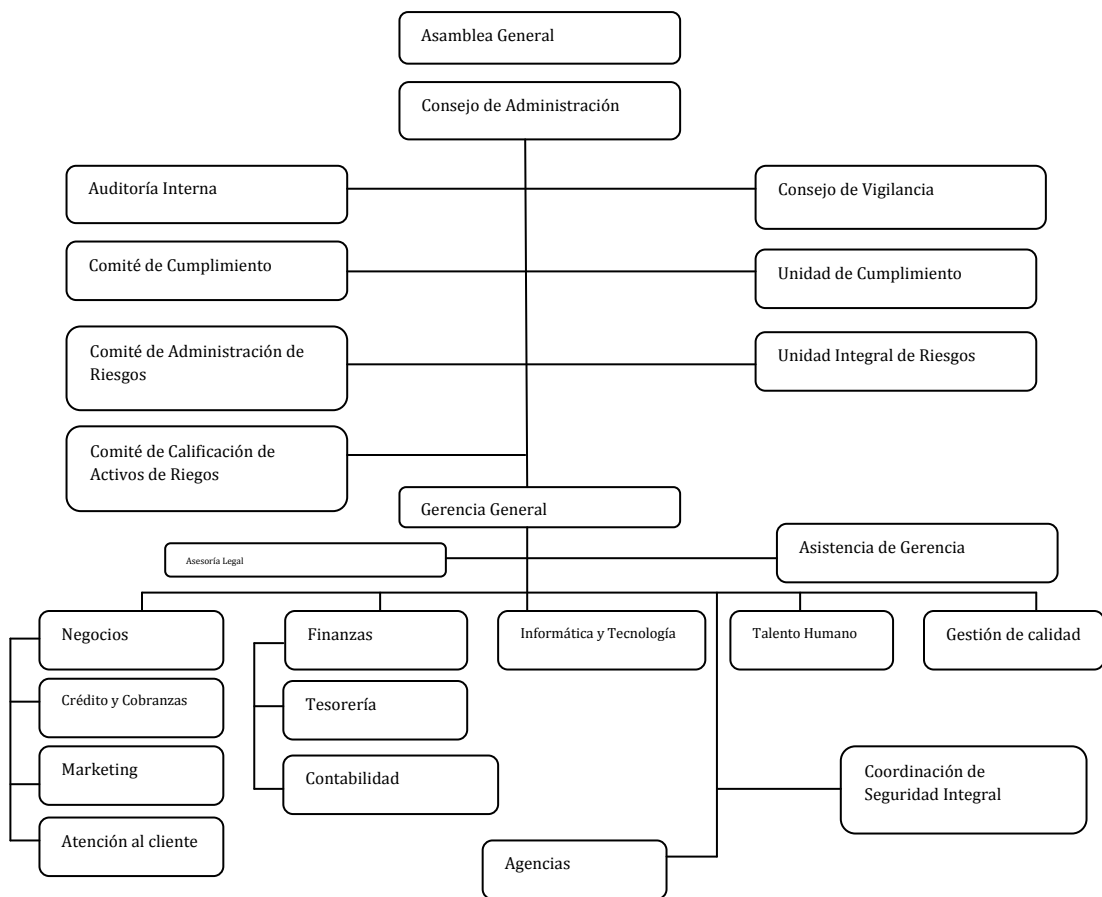 Asamblea General
Consejo de Administración
Auditoría Interna
Consejo de Vigilancia
Comité de Cumplimiento
Unidad de Cumplimiento
Comité de Administración de
Riesgos
Unidad Integral de Riesgos
Comité de Calificación de
Activos de Riegos
Gerencia General
Asesoría Legal
Asistencia de Gerencia
Negocios
Finanzas
Informática y Tecnología
Talento Humano
Gestión de calidad
Crédito y Cobranzas
Tesorería
Marketing
Contabilidad
Coordinación de
Seguridad Integral
Atención al cliente
Agencias